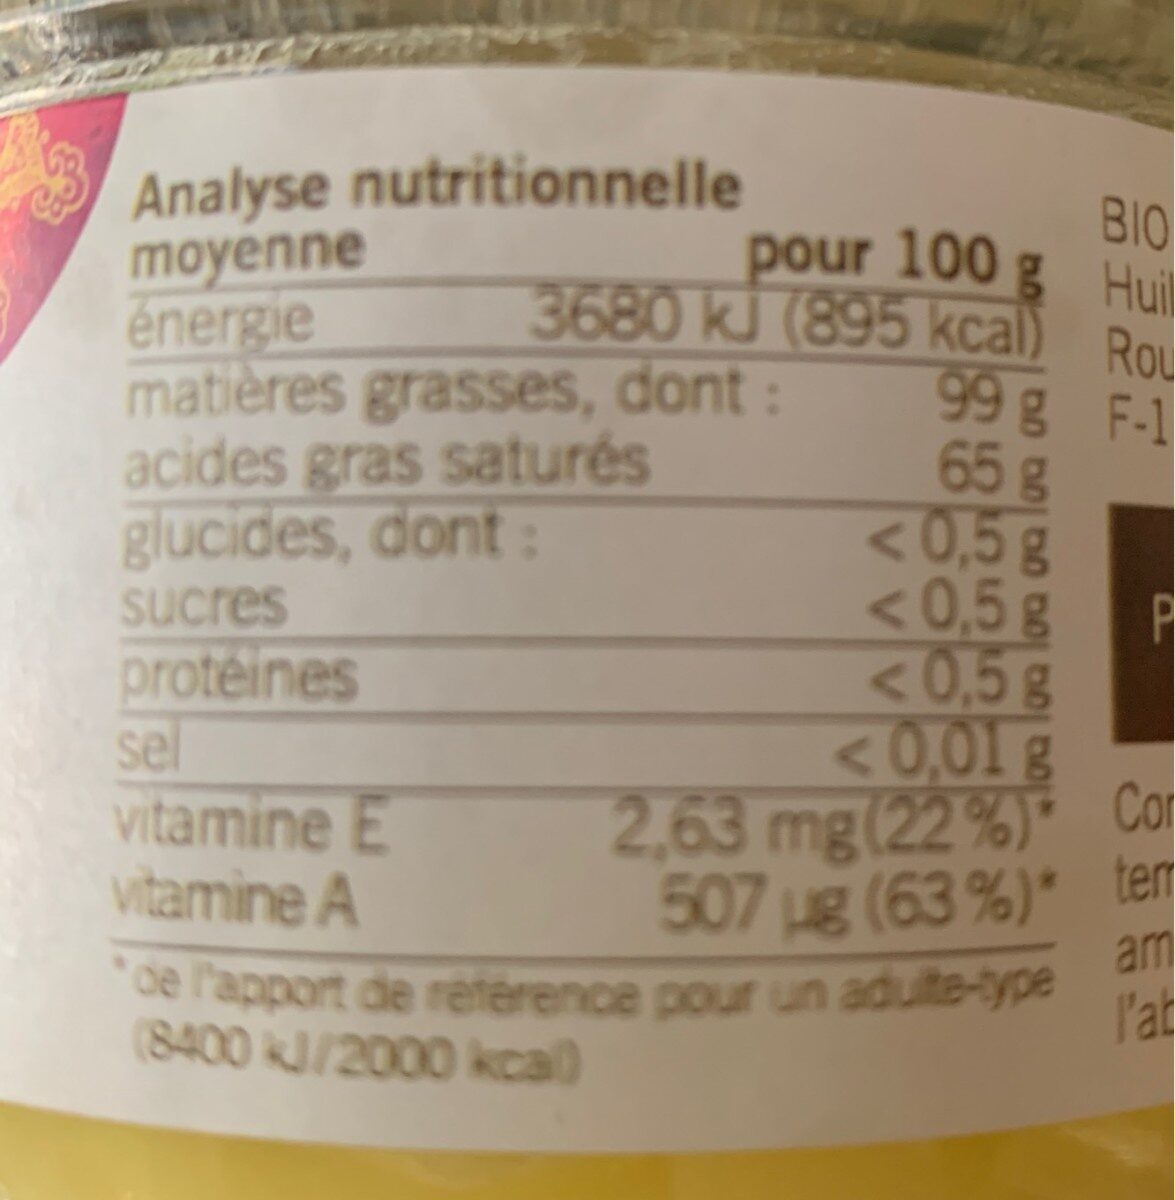 Analyse nutritionnelle
moyenne pour 100 g
énergie 3680 kJ (895 kcal)
matières grasses, dont : 99 g
acides gras saturés 65 g
glucides, dont : < 0,5 g
sucres < 0,5 g
protéines < 0,5 g
sel < 0,01 g
vitamine E 2,63 mg(22 %)*
vitamine A 507 µg (63 %)*
*de l'apport de référence pour un adulte-type
(8400 kJ/2000 kcal)
BIO
Huil
Rou
F-1
P
Con
tem
am
l'ab